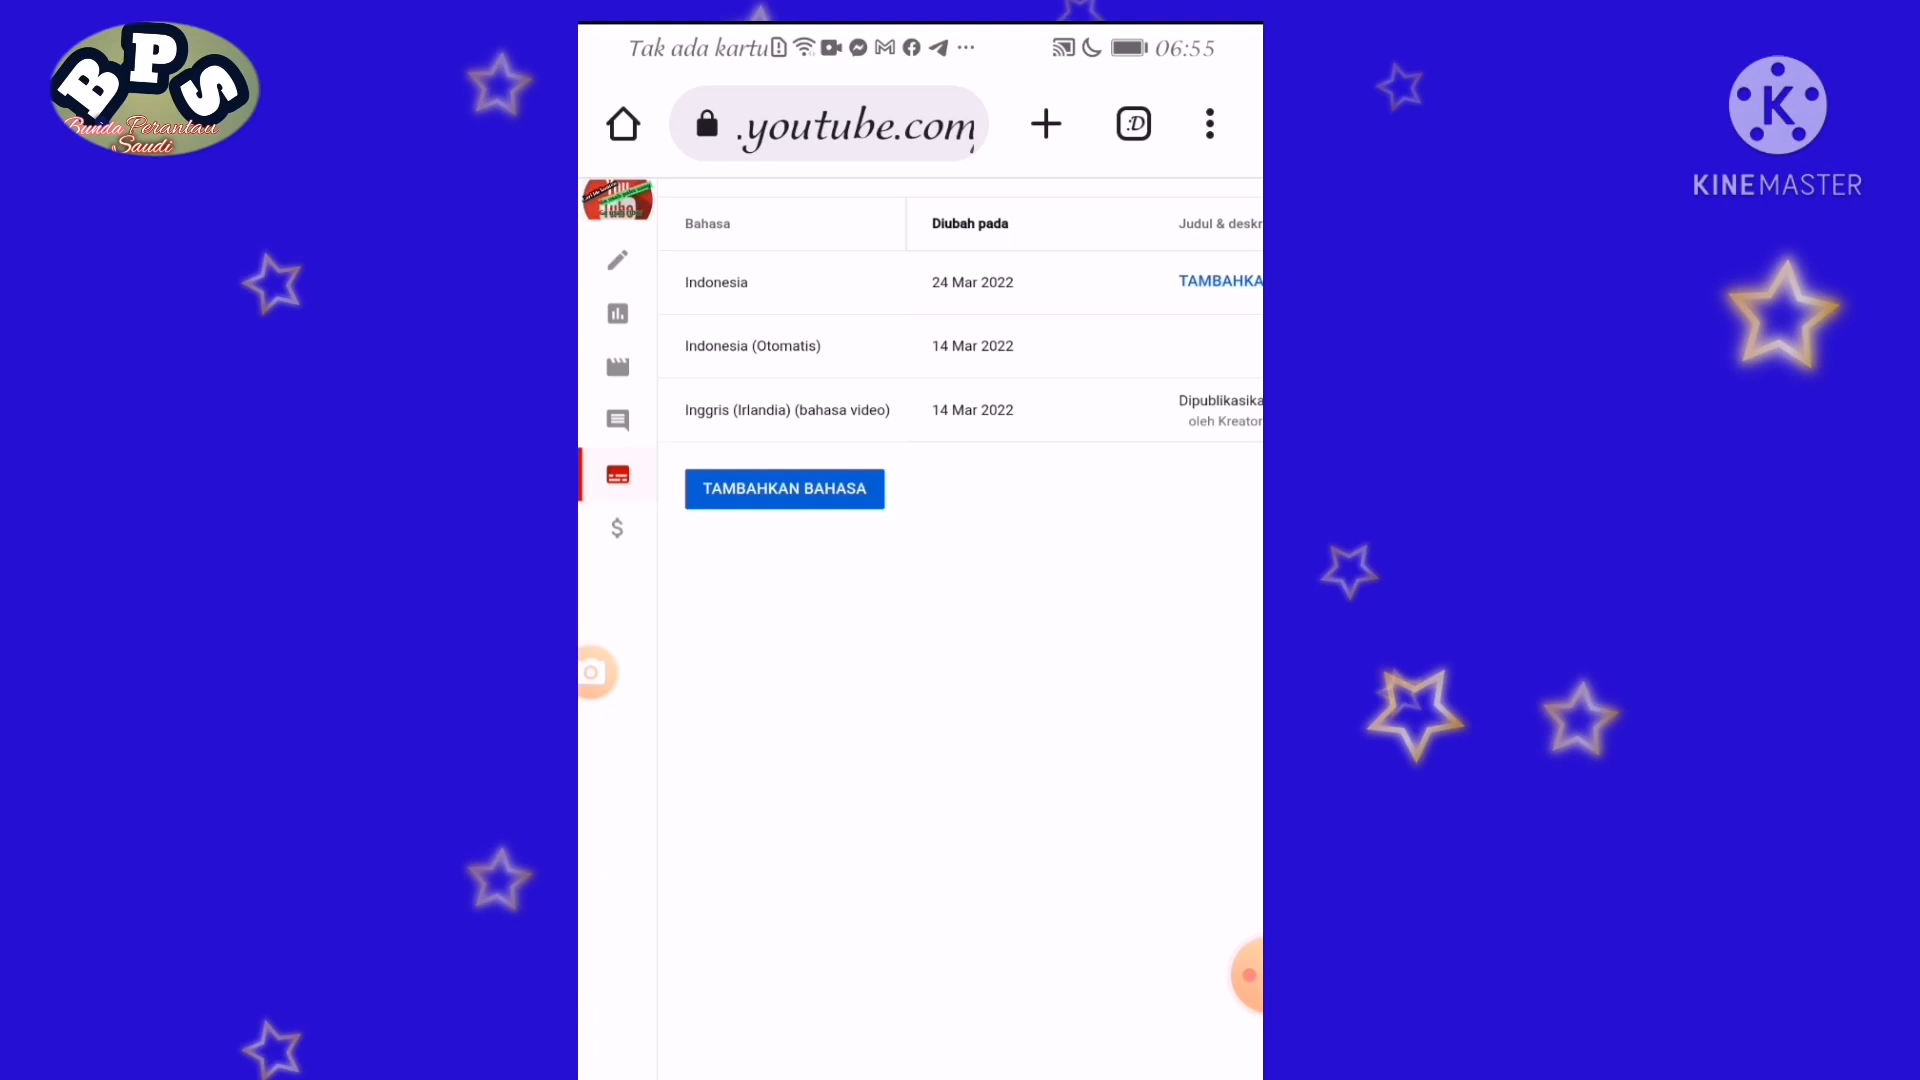 BPS
Bunda Perantau
Saudi
Tak ada kartu
06:55
.youtube.com
:D
K
KINEMASTER
Bahasa
Diubah pada
Judul & deskr
Indonesia
24 Mar 2022
TAMBAHKA
Indonesia (Otomatis)
14 Mar 2022
Inggris (Irlandia) (bahasa video)
14 Mar 2022
Dipublikasika
oleh Kreator
TAMBAHKAN BAHASA